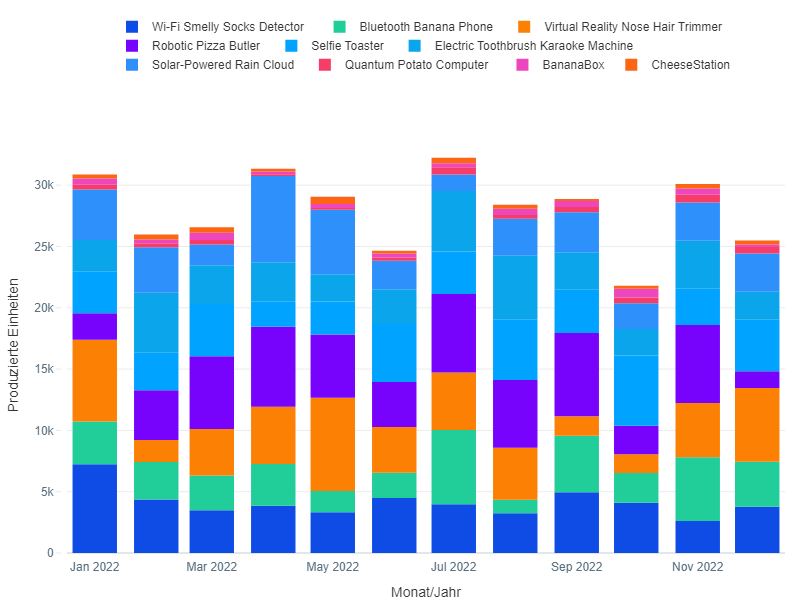 Wi-Fi Smelly Socks Detector Bluetooth Banana Phone Virtual Reality Nose Hair Trimmer
Robotic Pizza Butler Selfie Toaster Electric Toothbrush Karaoke Machine
Solar-Powered Rain Cloud Quantum Potato Computer BananaBox CheeseStation
Produzierte Einheiten
30k
25k
20k
15k
10k
5k
0
Jan 2022 Mar 2022 May 2022 Jul 2022 Sep 2022 Nov 2022
Monat/Jahr